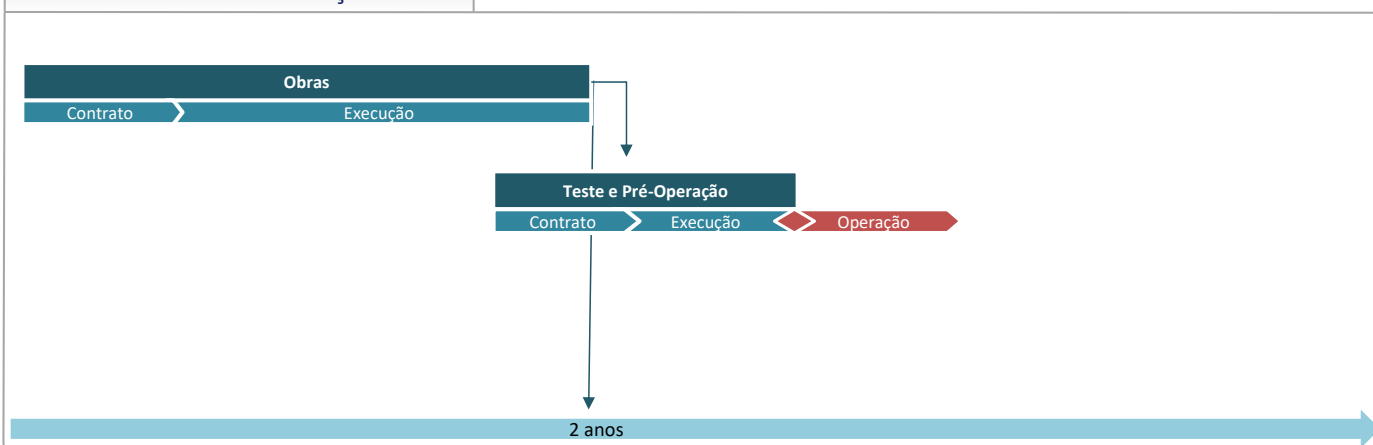 Obras
Contrato
Execução
Teste e Pré-Operação
Contrato
Execução
Operação
2 anos